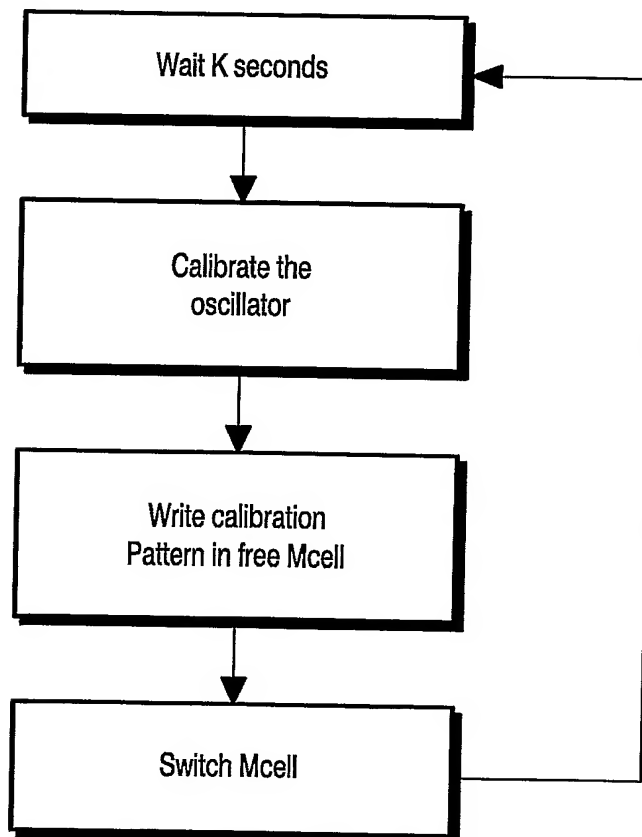 Wait K seconds
Calibrate the
oscillator
Write calibration
Pattern in free Mcell
Switch Mcell